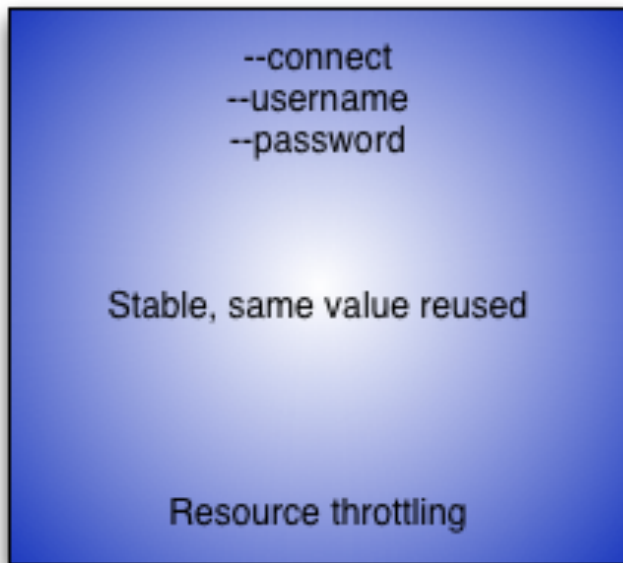 --connect
--username
--password
Stable, same value reused
Resource throttling